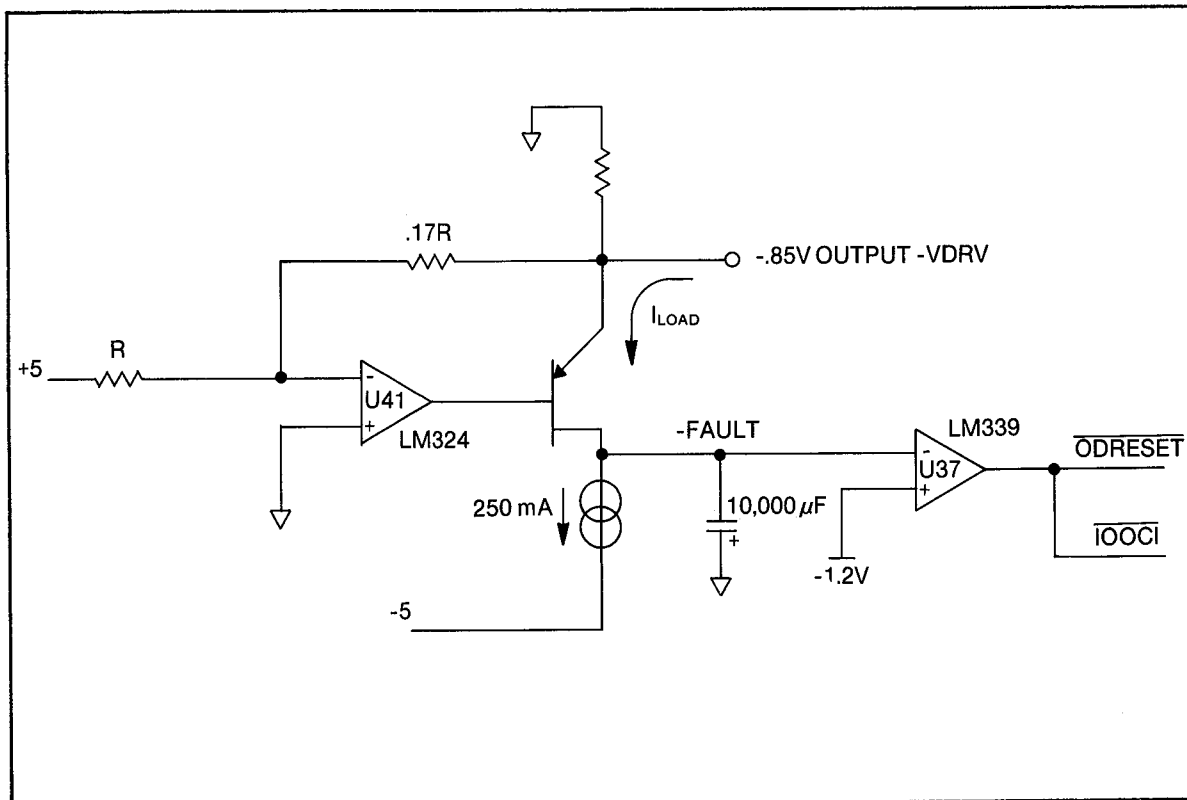 .17R
-.85V OUTPUT -VDRV
I LOAD
R
+5
-
U41
+
LM324
-FAULT
LM339
-
U37
+
ODRESET
250 mA
10,000 µF
+
IOOCI
-1.2V
-5